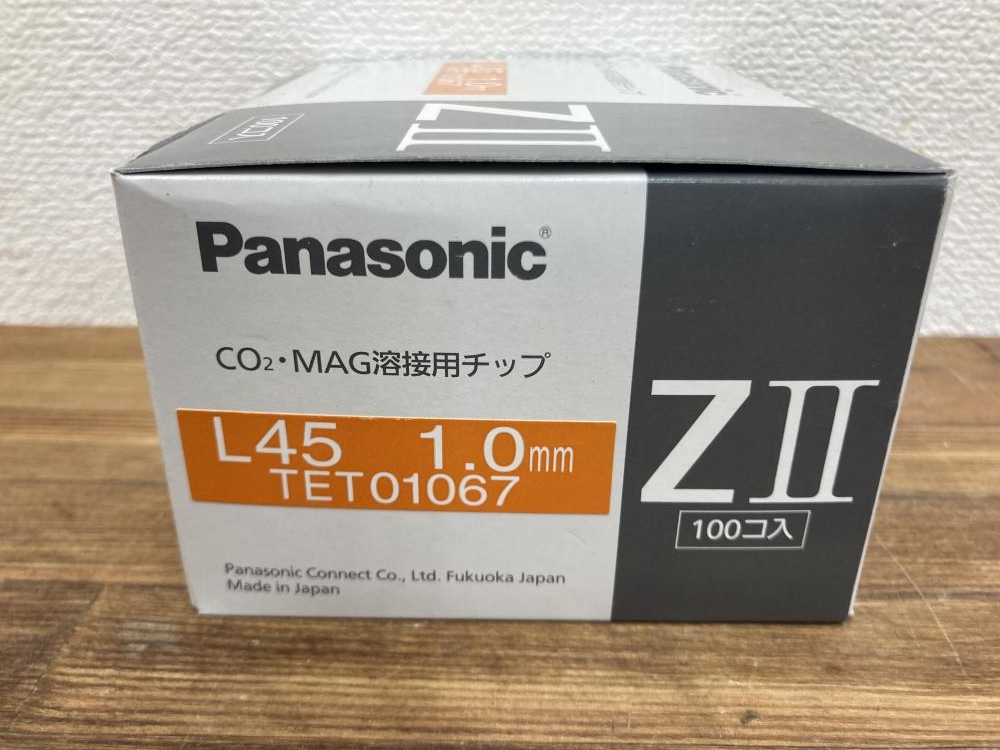 ZII
Panasonic®
CO₂・MAG溶接用チップ
L45 1.0mm
TET01067
ZII
100コ入
Panasonic Connect Co., Ltd. Fukuoka Japan
Made in Japan